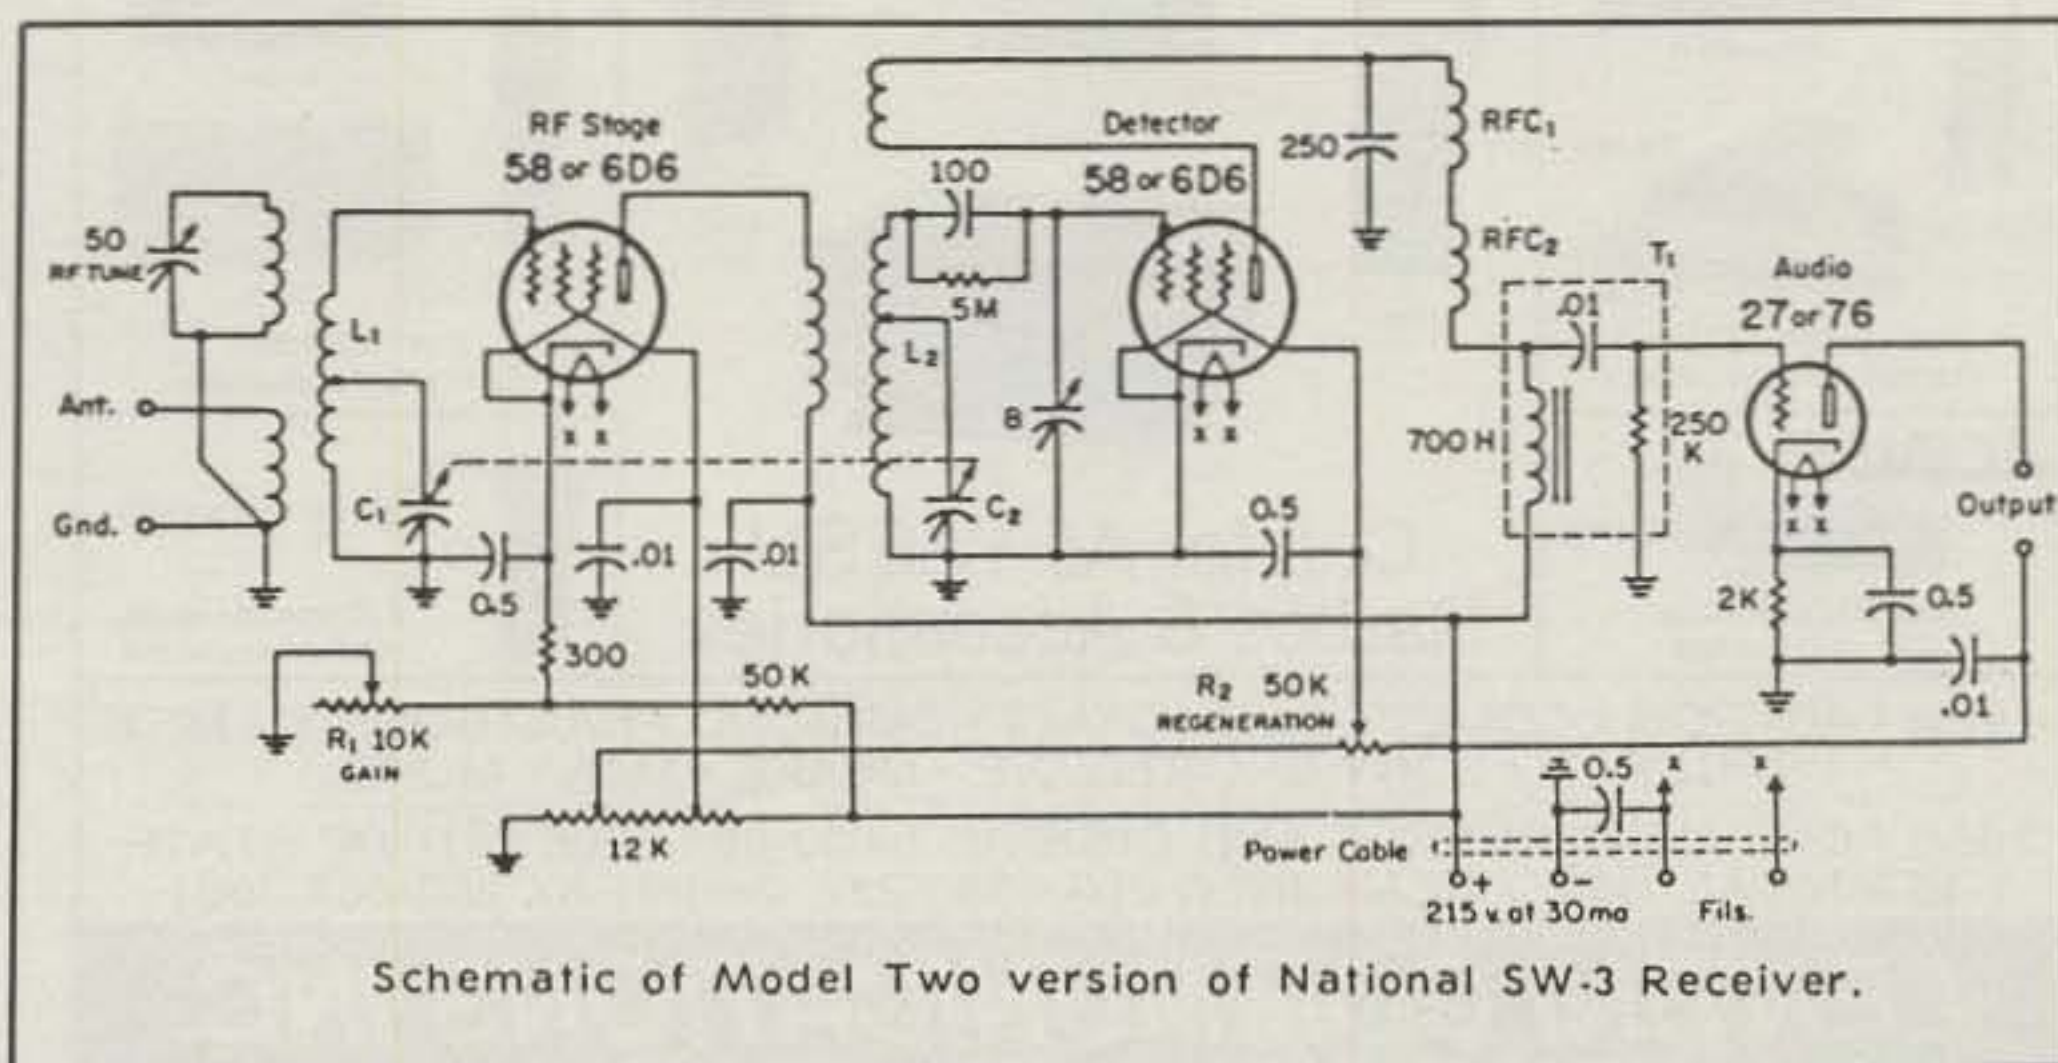 RF Stage
58 or 6D6
Detector
58 or 6D6
Audio
27 or 76
50
RF TUNE
Ant.
Gnd.
L1
C1
0.5
.01
.01
300
R1 10K
GAIN
50 K
12 K
100
5M
L2
8
C2
0.5
250
RFC1
RFC2
T1
.01
700 H
250
K
R2 50K
REGENERATION
2K
0.5
.01
Output
x x
x x
x x
0.5
x
x
Power Cable
+
-
215 v. at 30 ma
Fils.
Schematic of Model Two version of National SW-3 Receiver.